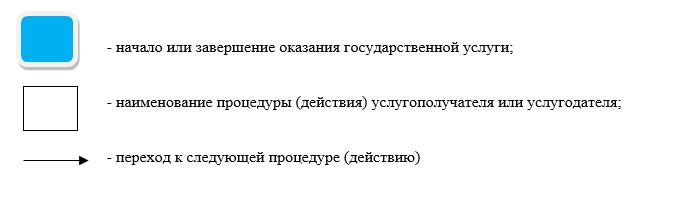 - начало или завершение оказания государственной услуги;
- наименование процедуры (действия) услугополучателя или услугодателя;
- переход к следующей процедуре (действию)